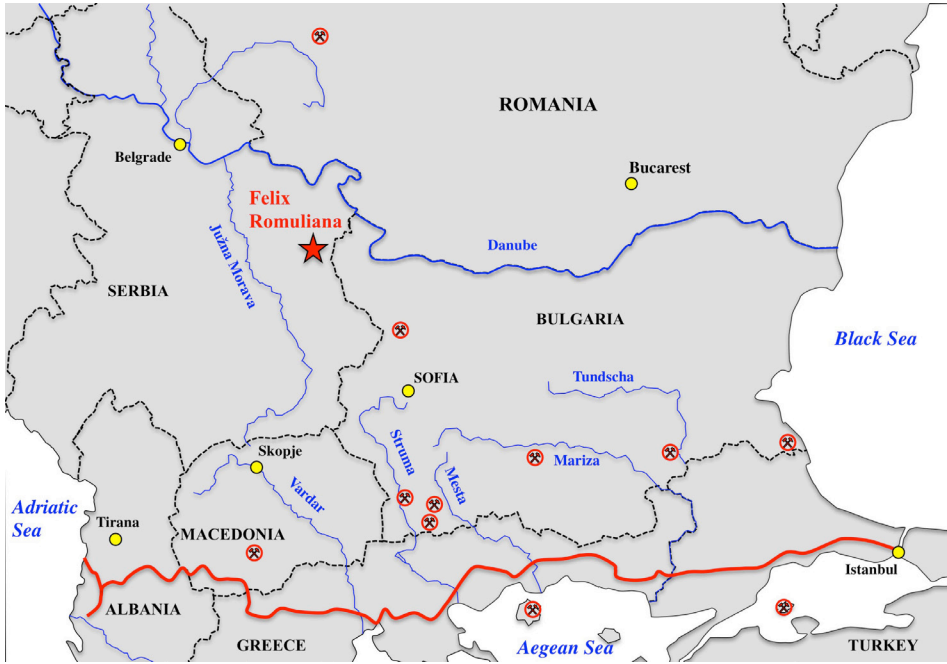 ROMANIA
Belgrade
Bucarest
Felix
Romuliana
Danube
Južna Morava
SERBIA
BULGARIA
Black Sea
SOFIA
Tundscha
Struma
Mesta
Mariza
Skopje
Vardar
Adriatic
Sea
Tirana
MACEDONIA
Istanbul
ALBANIA
GREECE
Aegean Sea
TURKEY